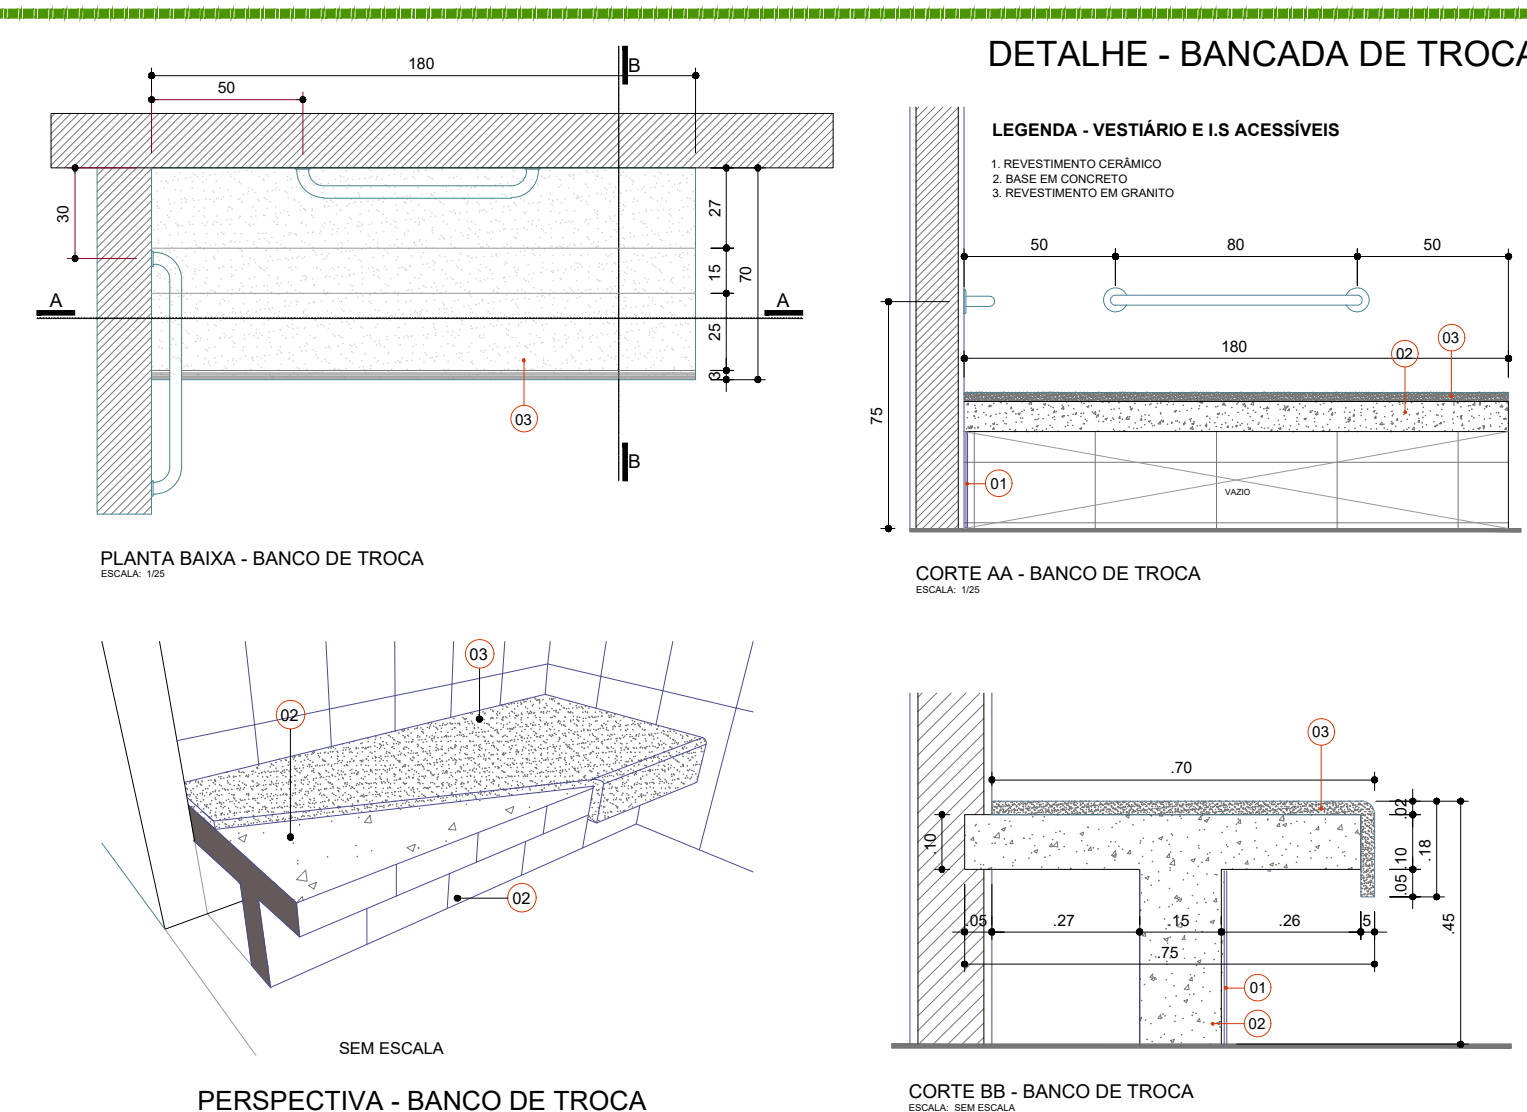 DETALHE - BANCADA DE TROCA
180
50
B
30
27
15
70
25
3
A
A
03
B
PLANTA BAIXA - BANCO DE TROCA
ESCALA: 1/25
LEGENDA - VESTIÁRIO E I.S ACESSÍVEIS
1. REVESTIMENTO CERÂMICO
2. BASE EM CONCRETO
3. REVESTIMENTO EM GRANITO
50
80
50
180
02
03
75
01
VAZIO
CORTE AA - BANCO DE TROCA
ESCALA: 1/25
03
02
02
SEM ESCALA
PERSPECTIVA - BANCO DE TROCA
03
.70
.02
.10
.10
.18
.05
.45
.05
.27
.15
.26
5
.75
01
02
CORTE BB - BANCO DE TROCA
ESCALA: SEM ESCALA